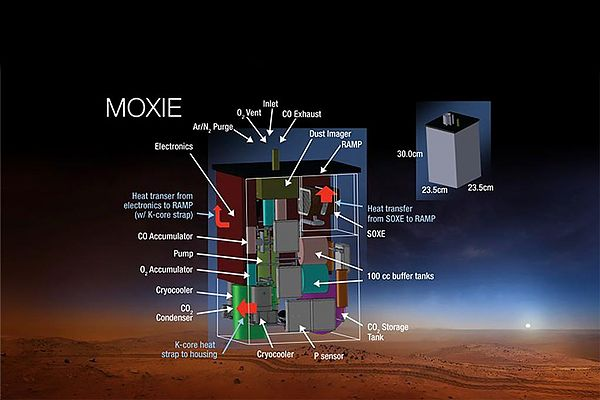 MOXIE
Inlet
O2 Vent
CO Exhaust
Ar/N2 Purge
Dust Imager
Electronics
RAMP
30.0cm
23.5cm
23.5cm
Heat transer from
electronics to RAMP
(w/ K-core strap)
Heat transfer
from SOXE to RAMP
SOXE
CO Accumulator
Pump
O2 Accumulator
100 cc buffer tanks
Cryocooler
CO2
Condenser
CO2 Storage
Tank
K-core heat
strap to housing
Cryocooler
P sensor